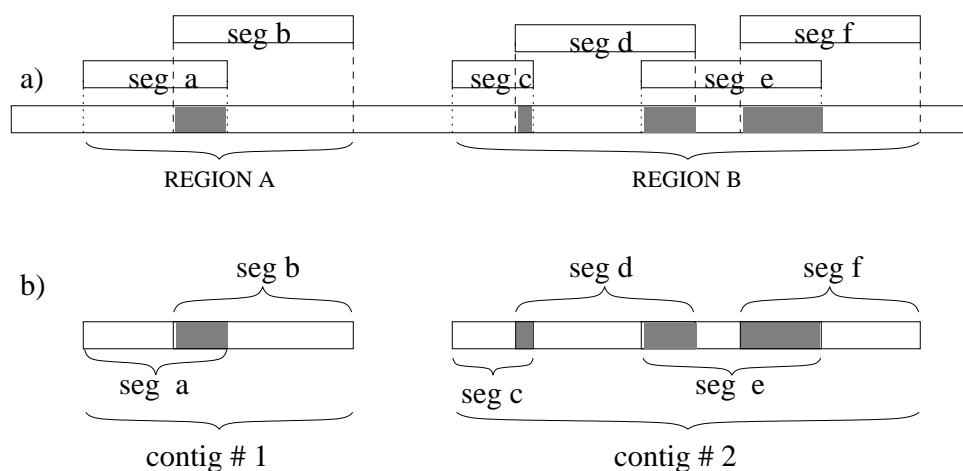 seg b
seg d
seg f
a)
seg a
seg c
seg e
REGION A
REGION B
seg b
seg d
seg f
b)
seg a
seg c
seg e
contig # 1
contig # 2